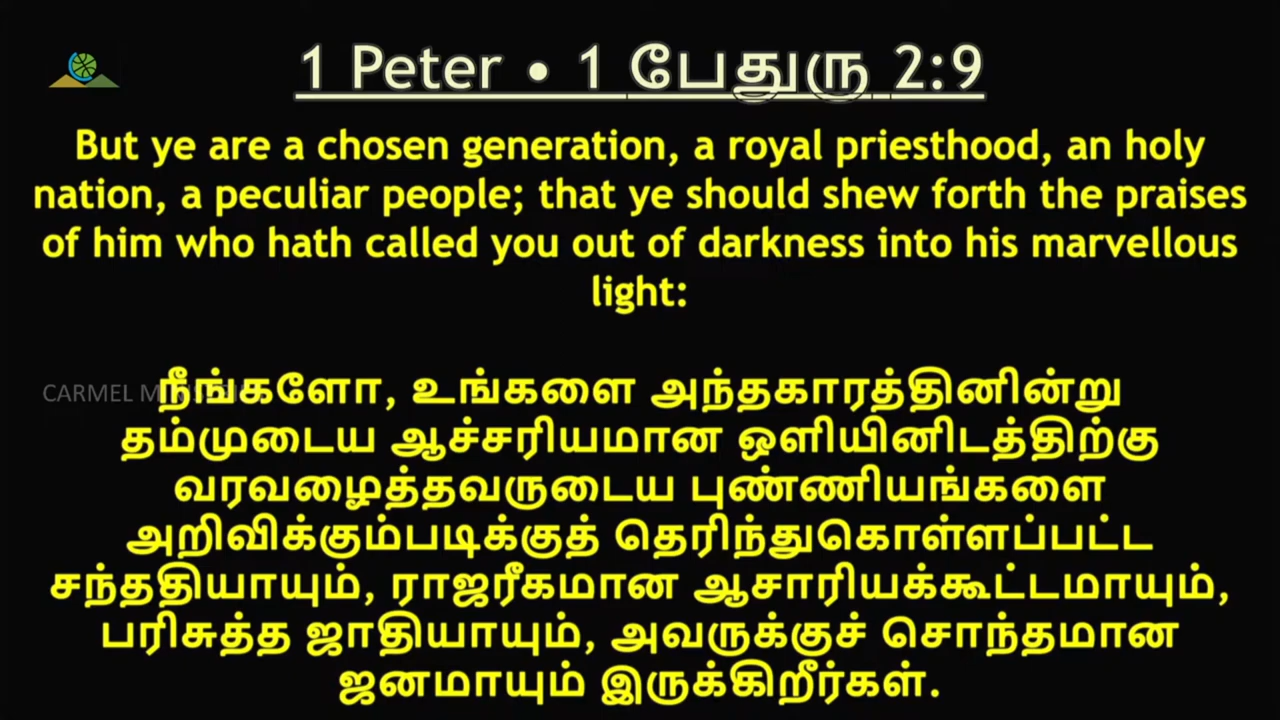 1 Peter • 1 பேதுரு 2:9
But ye are a chosen generation, a royal priesthood, an holy
nation, a peculiar people; that ye should shew forth the praises
of him who hath called you out of darkness into his marvellous
light:
CARMEL
நீங்களோ, உங்களை அந்தகாரத்தினின்று
தம்முடைய ஆச்சரியமான ஒளியினிடத்திற்கு
வரவழைத்தவருடைய புண்ணியங்களை
அறிவிக்கும்படிக்குத் தெரிந்துகொள்ளப்பட்ட
சந்ததியாயும், ராஜரீகமான ஆசாரியக்கூட்டமாயும்,
பரிசுத்த ஜாதியாயும், அவருக்குச் சொந்தமான
ஜனமாயும் இருக்கிறீர்கள்.